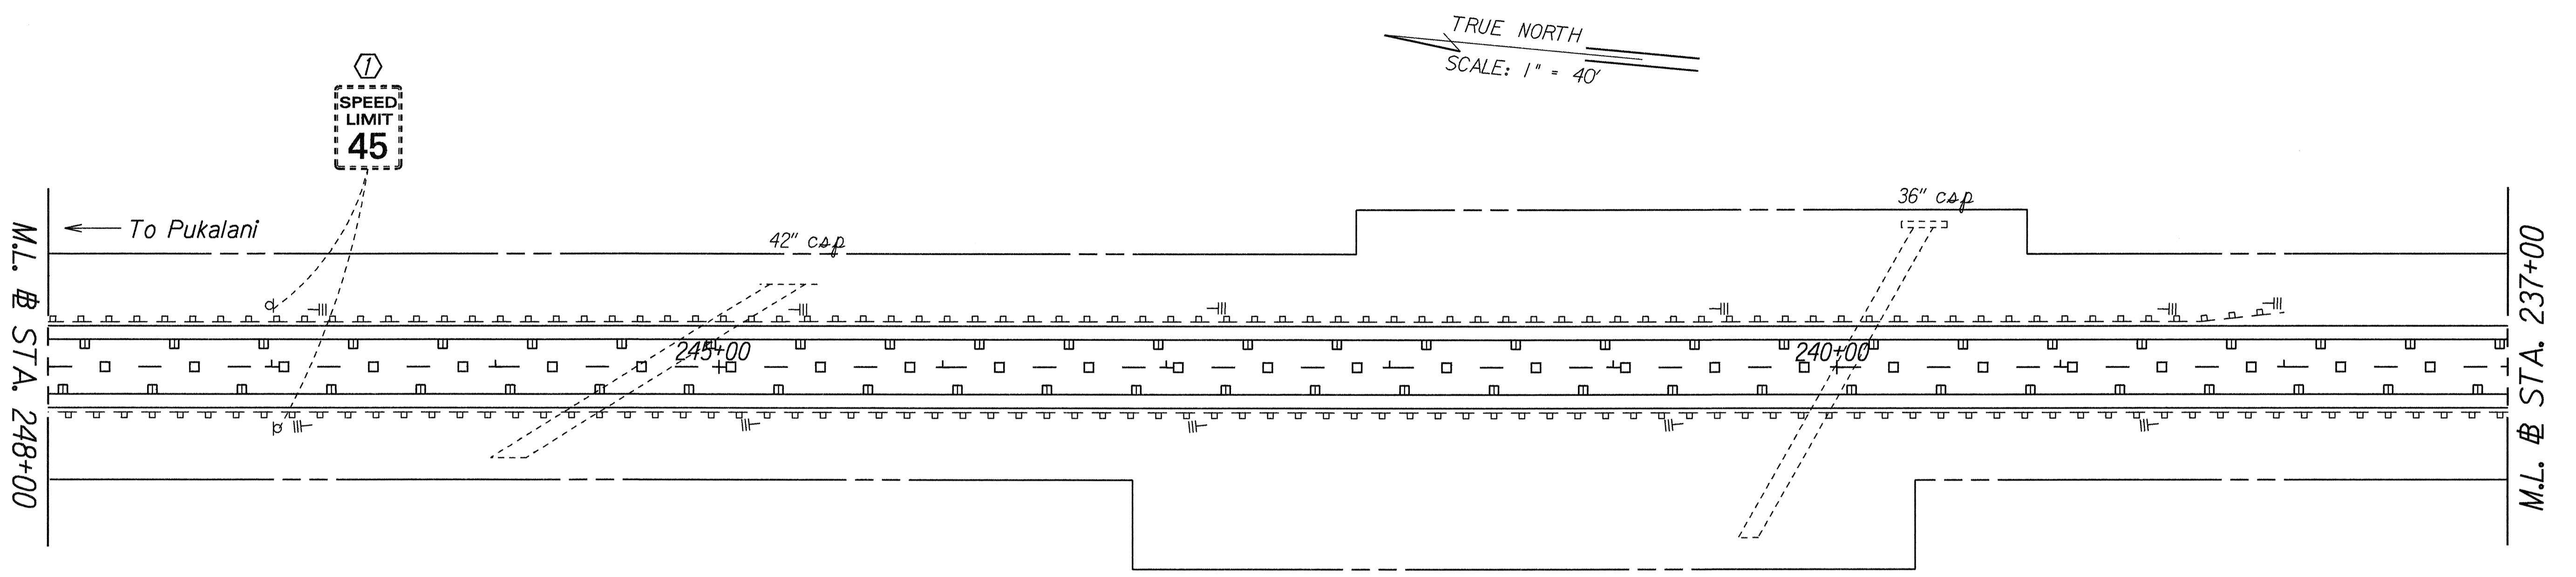 TRUE NORTH
SCALE: 1" = 40'
1
SPEED
LIMIT
45
To Pukalani
42" csp
36" csp
245+00
240+00
M.L. ℄ STA. 248+00
M.L. ℄ STA. 237+00